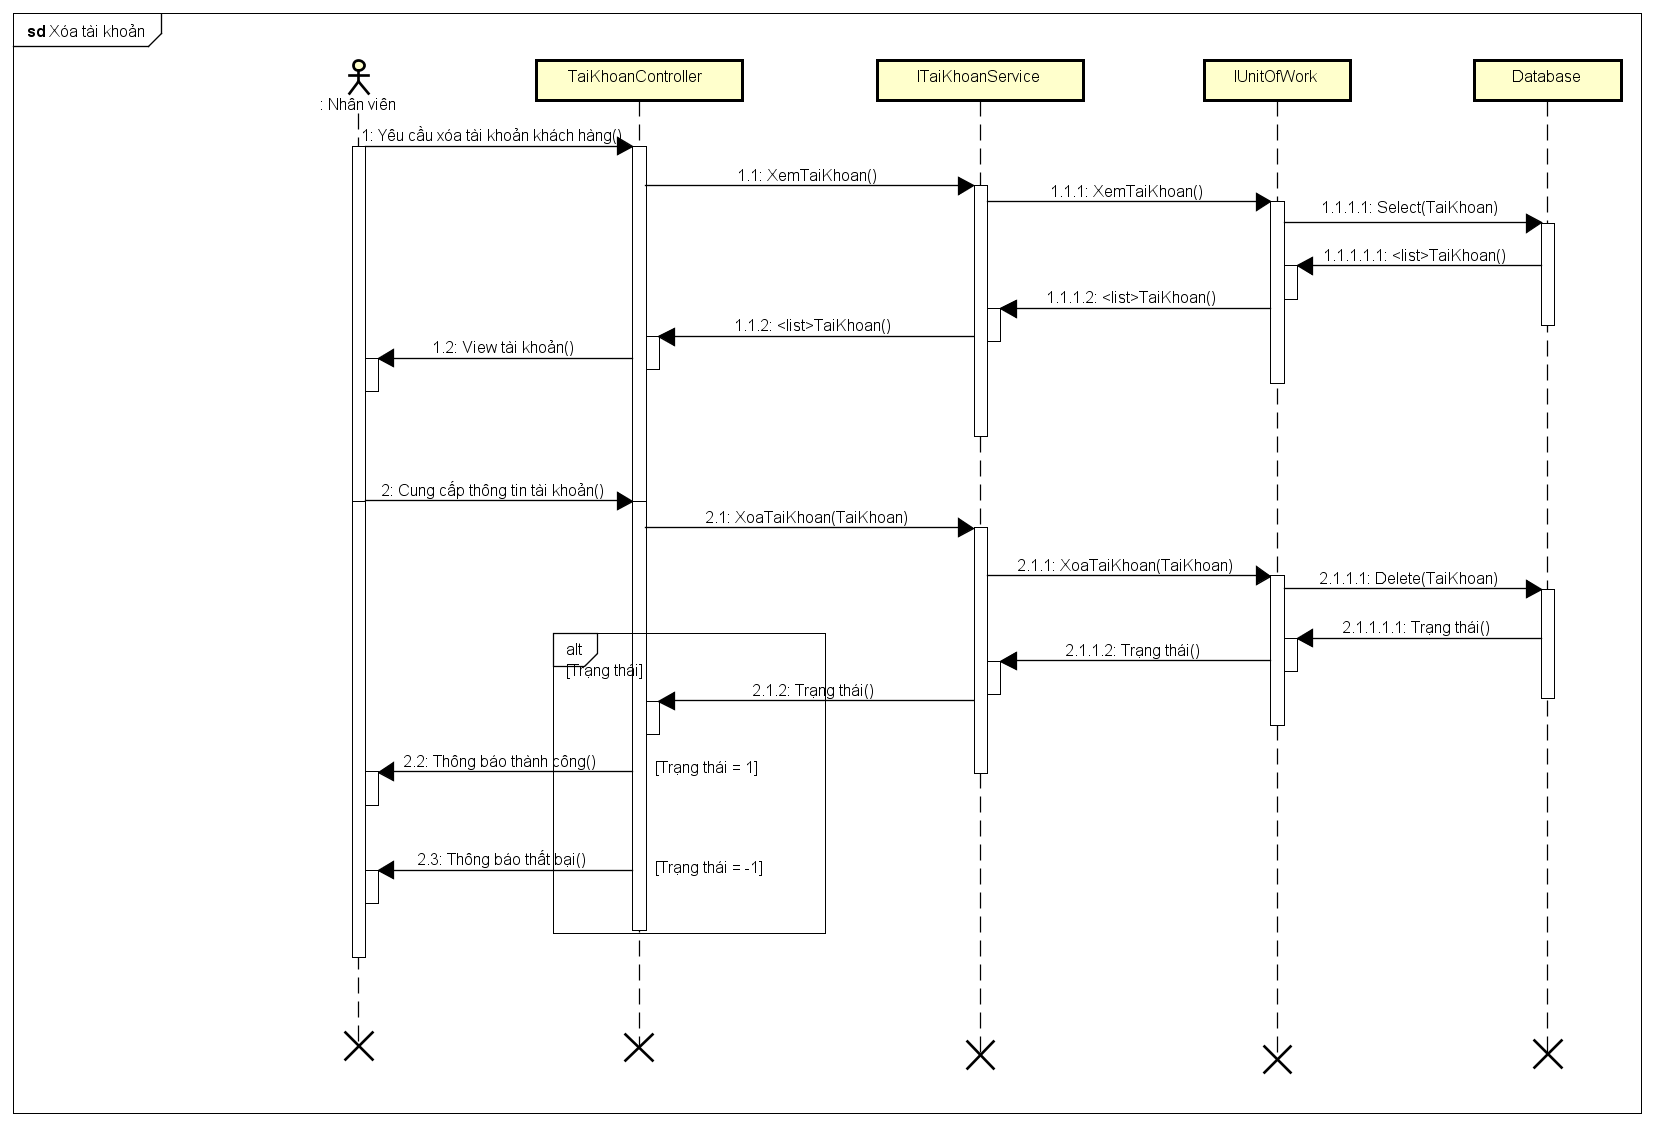 sd Xóa tài khoản
: Nhân viên
TaiKhoanController
ITaiKhoanService
IUnitOfWork
Database
1: Yêu cầu xóa tài khoản khách hàng()
1.1: XemTaiKhoan()
1.1.1: XemTaiKhoan()
1.1.1.1: Select(TaiKhoan)
1.1.1.1.1: <list>TaiKhoan()
1.1.1.2: <list>TaiKhoan()
1.1.2: <list>TaiKhoan()
1.2: View tài khoản()
2: Cung cấp thông tin tài khoản()
2.1: XoaTaiKhoan(TaiKhoan)
2.1.1: XoaTaiKhoan(TaiKhoan)
2.1.1.1: Delete(TaiKhoan)
2.1.1.1.1: Trạng thái()
2.1.1.2: Trạng thái()
alt
[Trạng thái]
2.1.2: Trạng thái()
2.2: Thông báo thành công()
[Trạng thái = 1]
2.3: Thông báo thất bại()
[Trạng thái = -1]